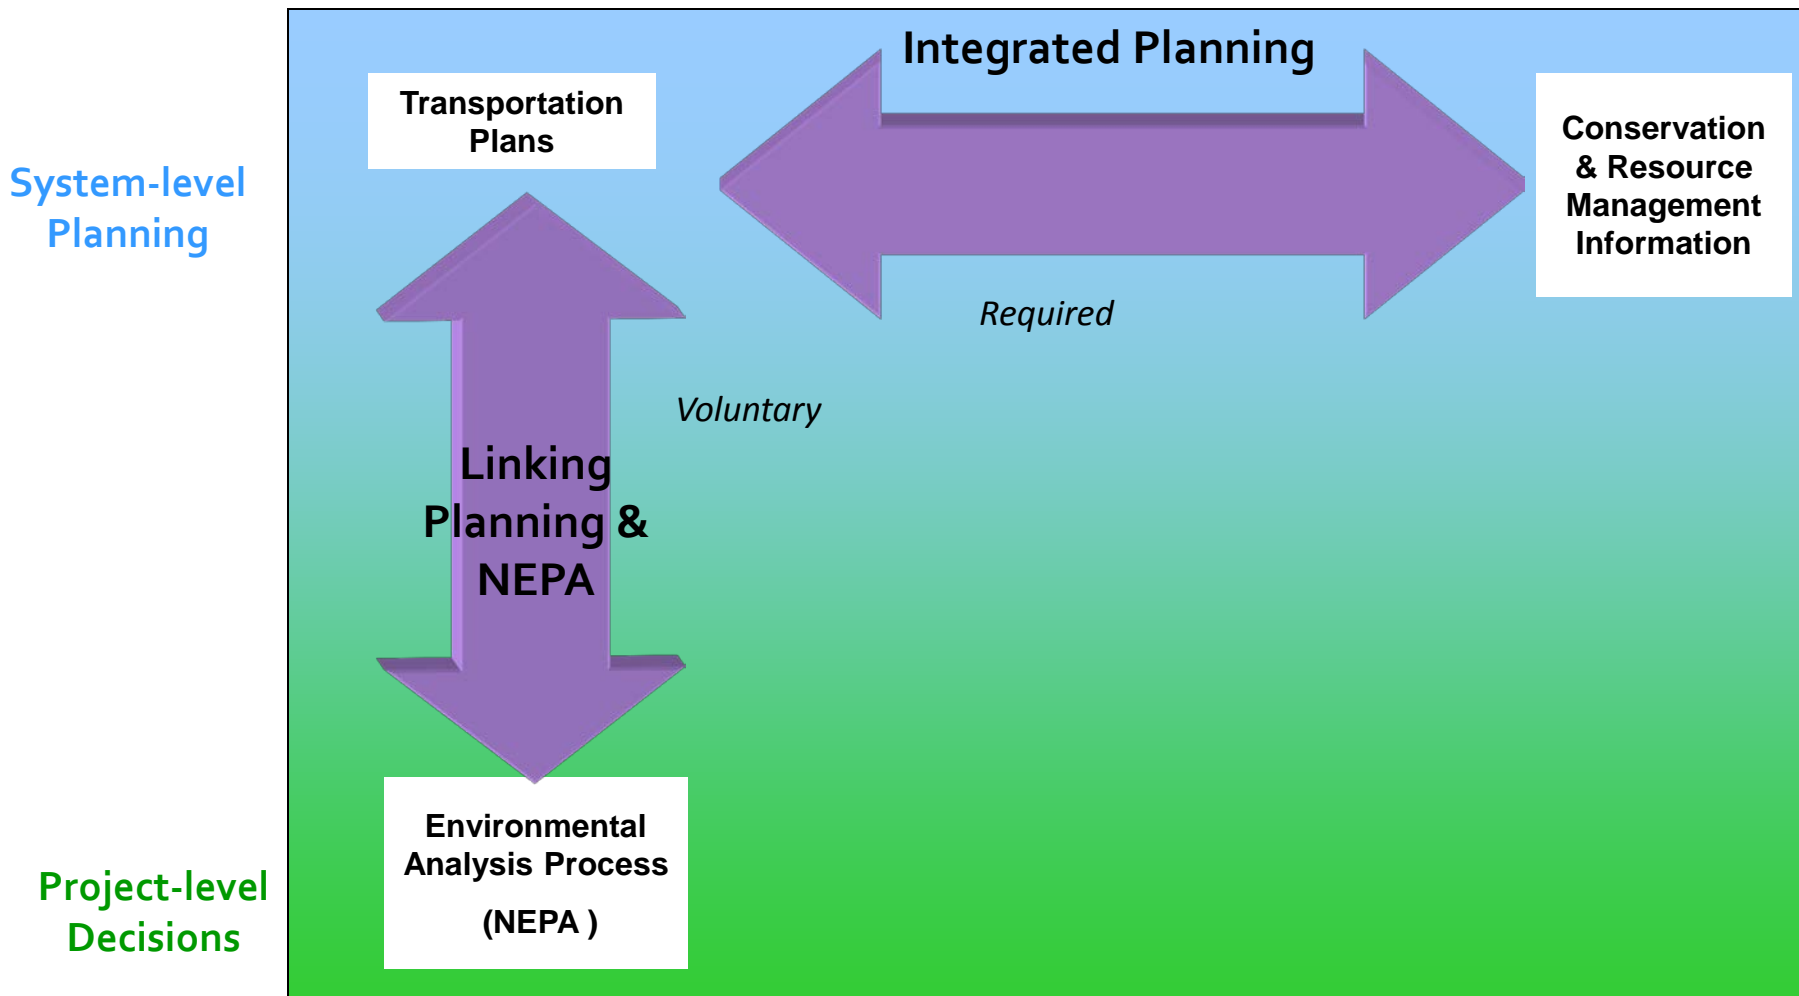 Integrated Planning
Transportation
Plans
Conservation
& Resource
Management
Information
System-level
Planning
Required
Voluntary
Linking
Planning &
NEPA
Environmental
Analysis Process
(NEPA )
Project-level
Decisions